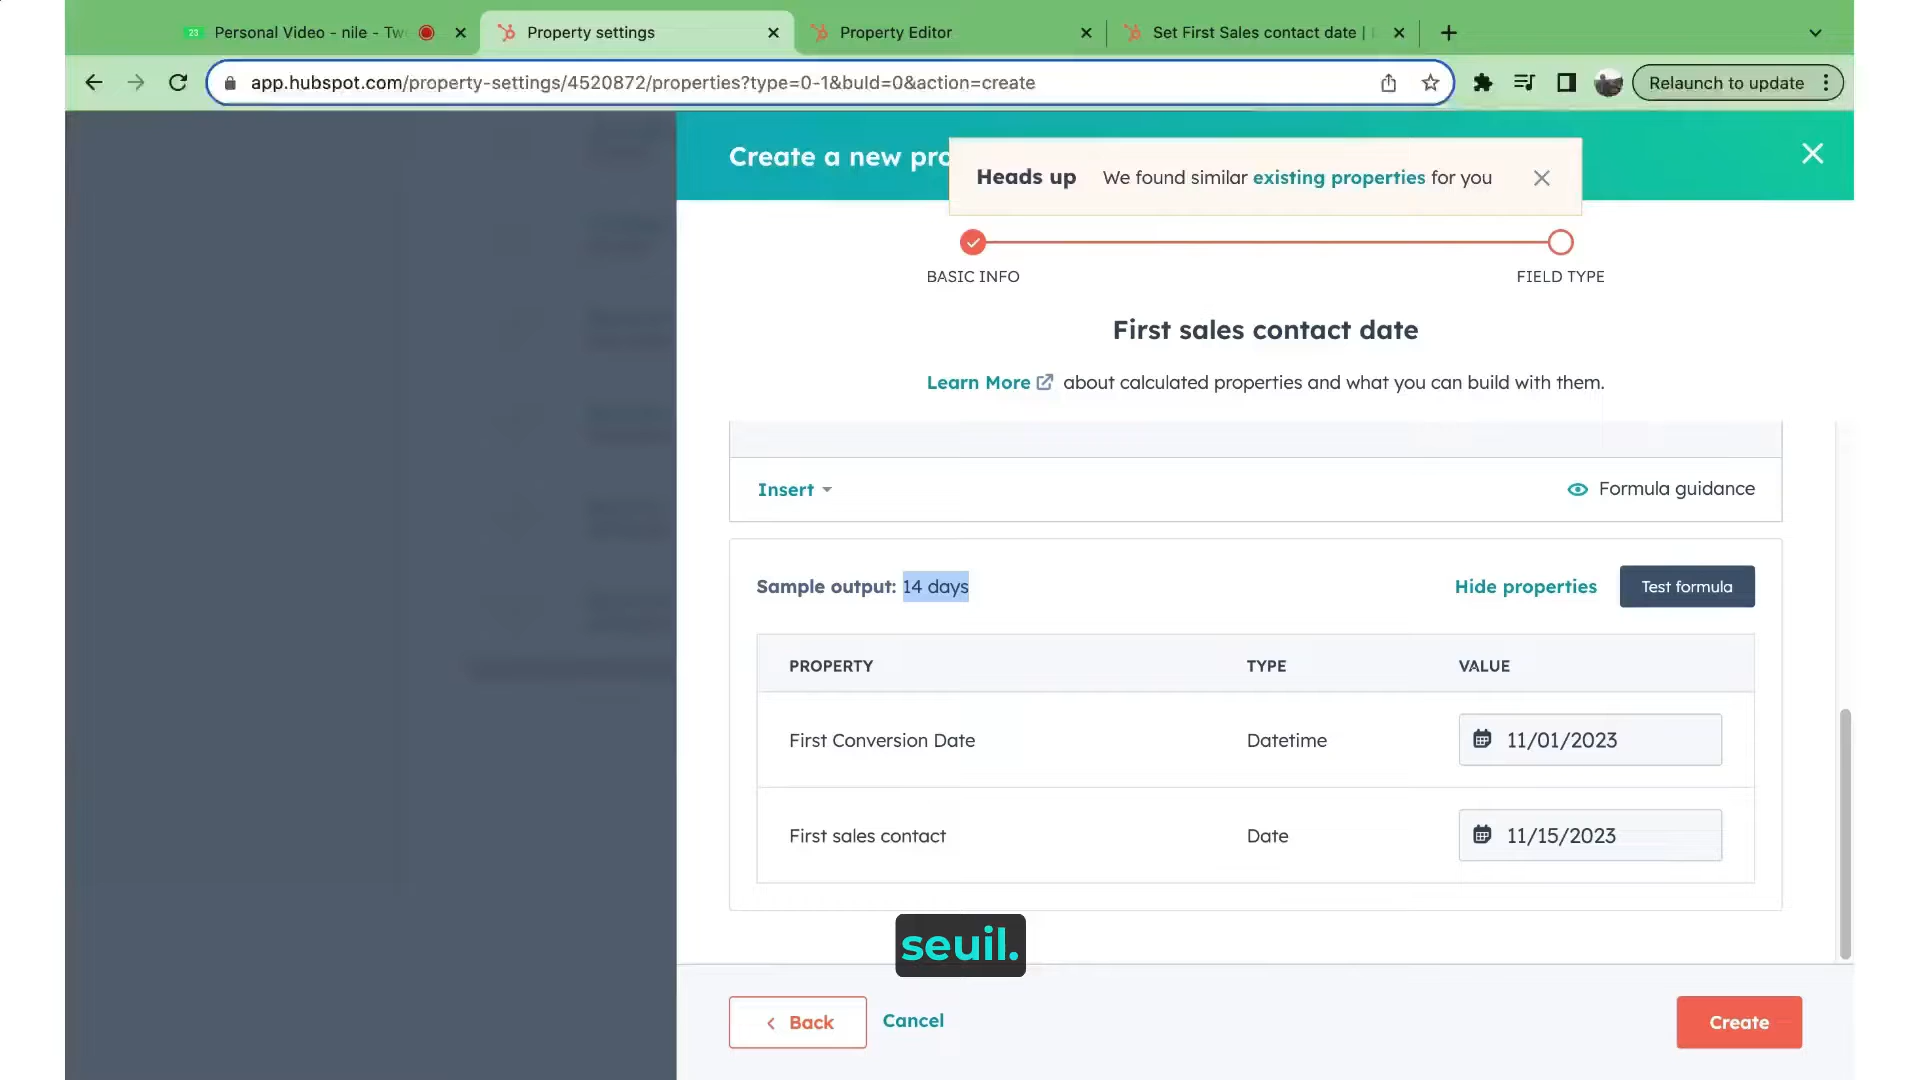 23 Personal Video - nile - Tw
Property settings
Property Editor
Set First Sales contact date |
app.hubspot.com/property-settings/4520872/properties?type=0-1&buId=0&action=create
Relaunch to update
Create a new pro
Heads up We found similar existing properties for you
BASIC INFO
FIELD TYPE
First sales contact date
Learn More about calculated properties and what you can build with them.
Insert
Formula guidance
Sample output: 14 days
Hide properties
Test formula
PROPERTY TYPE VALUE
First Conversion Date Datetime 11/01/2023
First sales contact Date 11/15/2023
seuil.
Back
Cancel
Create